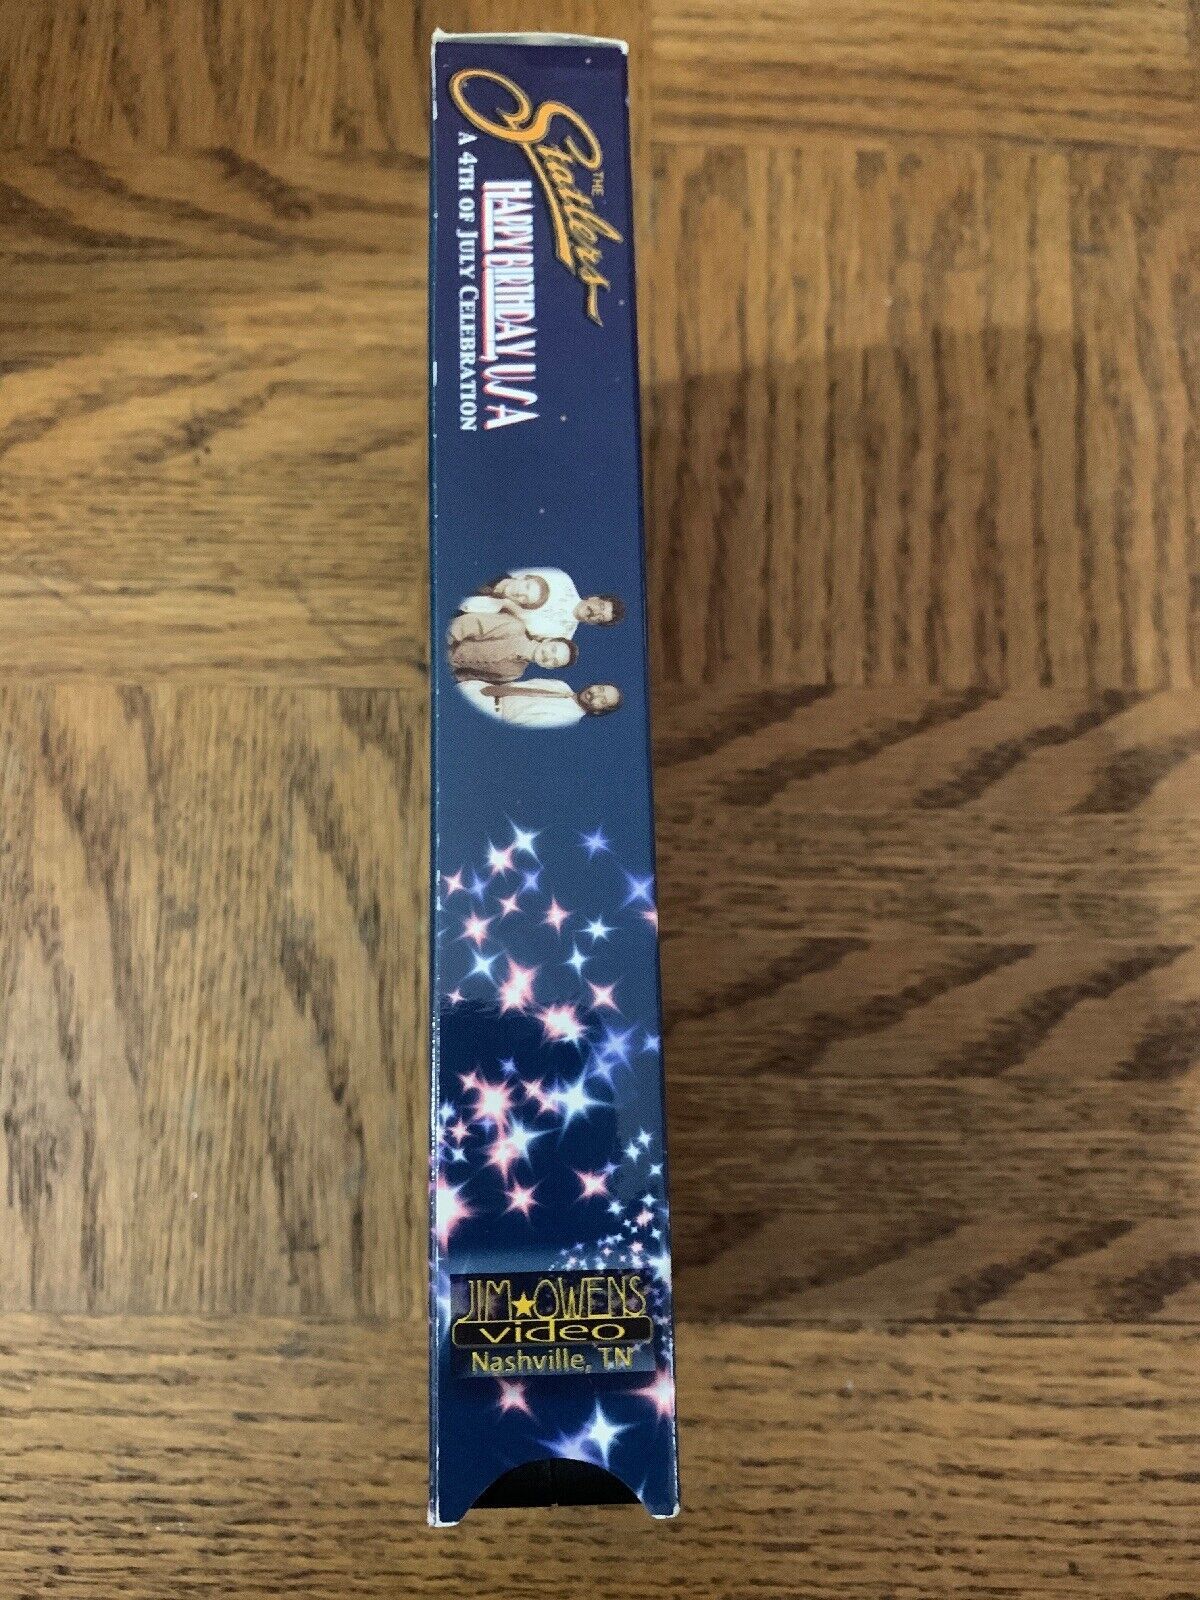 THE
Statlers
HAPPY BIRTHDAY USA
A 4TH OF JULY CELEBRATION
JIM OWENS
video
Nashville, TN